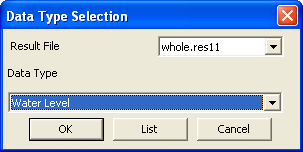 Data Type Selection
Result File
whole.res11
Data Type
Water Level
OK
List
Cancel